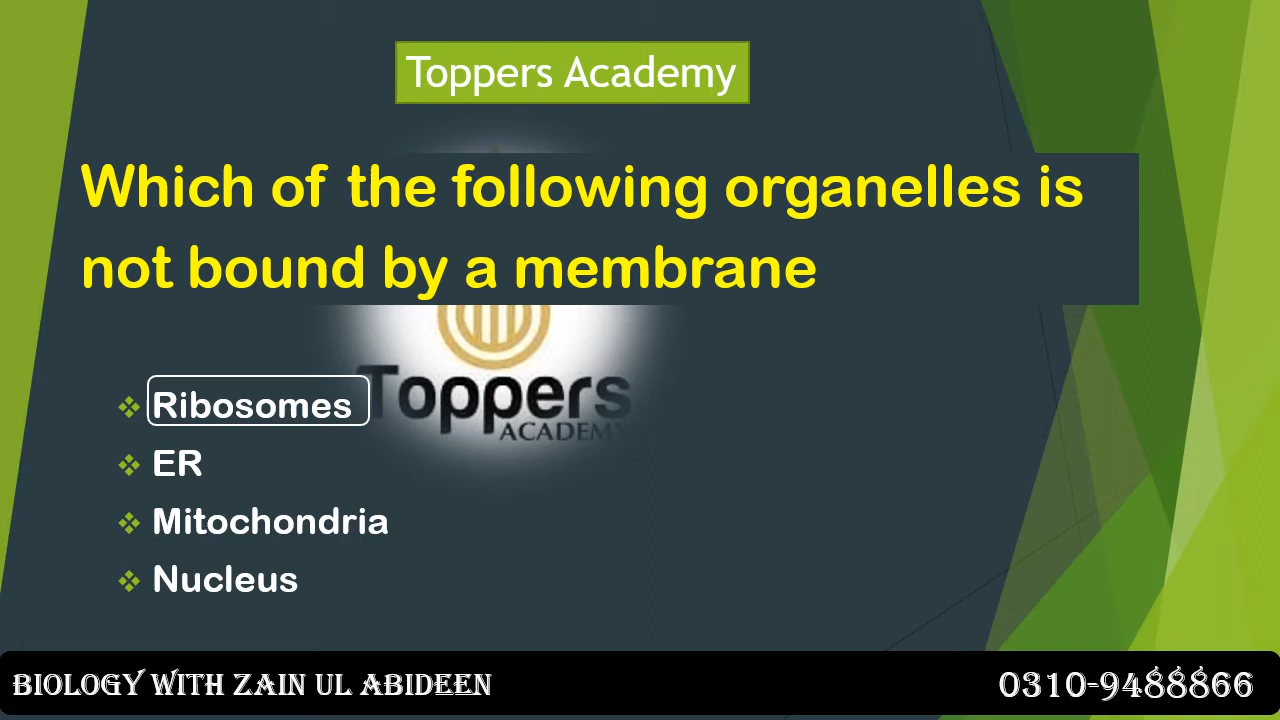 Toppers Academy
Which of the following organelles is
not bound by a membrane
Ribosomes
Toppers
ACADEMY
ER
Mitochondria
Nucleus
BIOLOGY WITH ZAIN UL ABIDEEN
0310-9488866